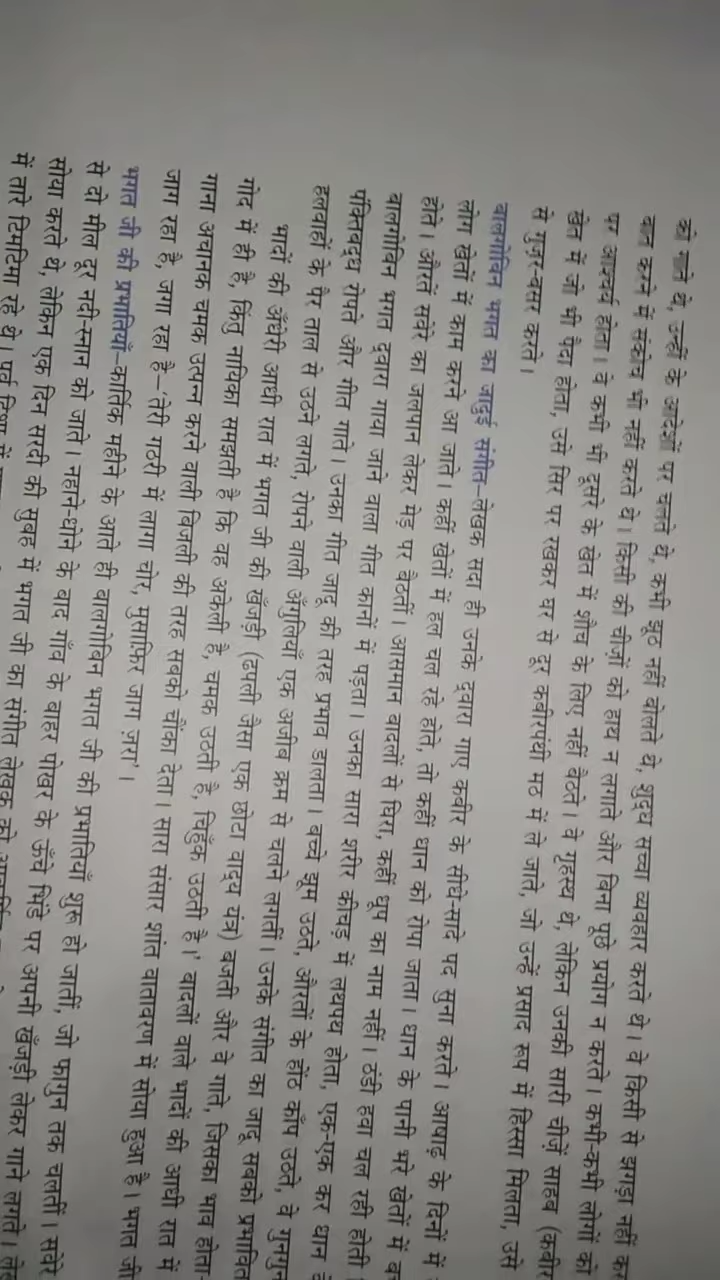 को गाते थे, उन्हीं के आदेशों पर चलते थे, कभी झूठ नहीं बोलते थे, शुद्ध सच्चा व्यवहार करते थे। वे किसी से झगड़ा नहीं
बात करने में संकोच भी नहीं करते थे। किसी की चीज़ों को हाथ न लगाते और बिना पूछे प्रयोग न करते। कभी-कभी लोगों को
पर आश्चर्य होता। वे कभी भी दूसरे के खेत में शौच के लिए नहीं बैठते। वे गृहस्थ थे, लेकिन उनकी सारी चीज़ें साहब (कबीर
खेत में जो भी पैदा होता, उसे सिर पर रखकर घर से दूर कबीरपंथी मठ में ले जाते, जो उन्हें प्रसाद रूप में हिस्सा मिलता, उसे
से गुज़र-बसर करते।
बालगोबिन भगत का जादुई संगीत–लेखक सदा ही उनके द्वारा गाए कबीर के सीधे-सादे पद सुना करते। आषाढ़ के दिनों में
लोग खेतों में काम करने आ जाते। कहीं खेतों में हल चल रहे होते, तो कहीं धान को रोपा जाता। धान के पानी भरे खेतों में
होते। औरतें सवेरे का जलपान लेकर मेड़ पर बैठतीं। आसमान बादलों से घिरा, कहीं धूप का नाम नहीं। ठंडी हवा चल रही होती
बालगोबिन भगत द्वारा गाया जाने वाला गीत कानों में पड़ता। उनका सारा शरीर कीचड़ में लथपथ होता, एक-एक कर धान
पंक्तिबद्ध रोपते और गीत गाते। उनका गीत जादू की तरह प्रभाव डालता। बच्चे झूम उठते, औरतों के होंठ काँप उठते, वे गुनगुन
हलवाहों के पैर ताल से उठने लगते, रोपने वाली अँगुलियाँ एक अजीब क्रम से चलने लगतीं। उनके संगीत का जादू सबको प्रभावित
भादों की अँधेरी आधी रात में भगत जी की खँजड़ी (ढपली जैसा एक छोटा वाद्य यंत्र) बजती और वे गाते, जिसका भाव होता
गोद में ही है, किंतु नायिका समझती है कि वह अकेली है, चमक उठती है, चिहुँक उठती है।' बादलों वाले भादों की आधी रात में
गाना अचानक चमक उत्पन्न करने वाली बिजली की तरह सबको चौंका देता। सारा संसार शांत वातावरण में सोया हुआ है। भगत जी
जाग रहा है, जगा रहा है–'तेरी गठरी में लागा चोर, मुसाफ़िर जाग ज़रा'।
भगत जी की प्रभातियाँ–कार्तिक महीने के आते ही बालगोबिन भगत जी की प्रभातियाँ शुरू हो जातीं, जो फागुन तक चलतीं। सवेरे
से दो मील दूर नदी-स्नान को जाते। नहाने-धोने के बाद गाँव के बाहर पोखर के ऊँचे भिंडे पर अपनी खँजड़ी लेकर गाने लगते।
सोया करते थे, लेकिन एक दिन सरदी की सुबह में भगत जी का संगीत लेखक को
में तारे टिमटिमा रहे थे।